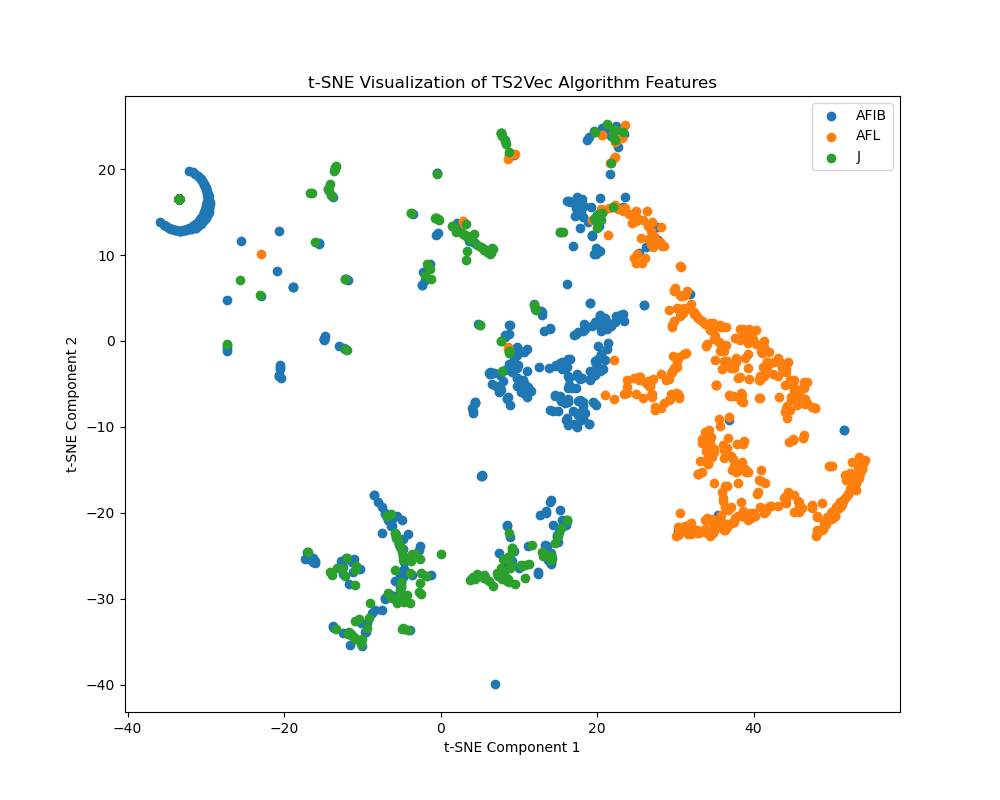 t-SNE Visualization of TS2Vec Algorithm Features
AFIB
AFL
J
20
10
0
−10
−20
−30
−40
t-SNE Component 2
−40
−20
0
20
40
t-SNE Component 1